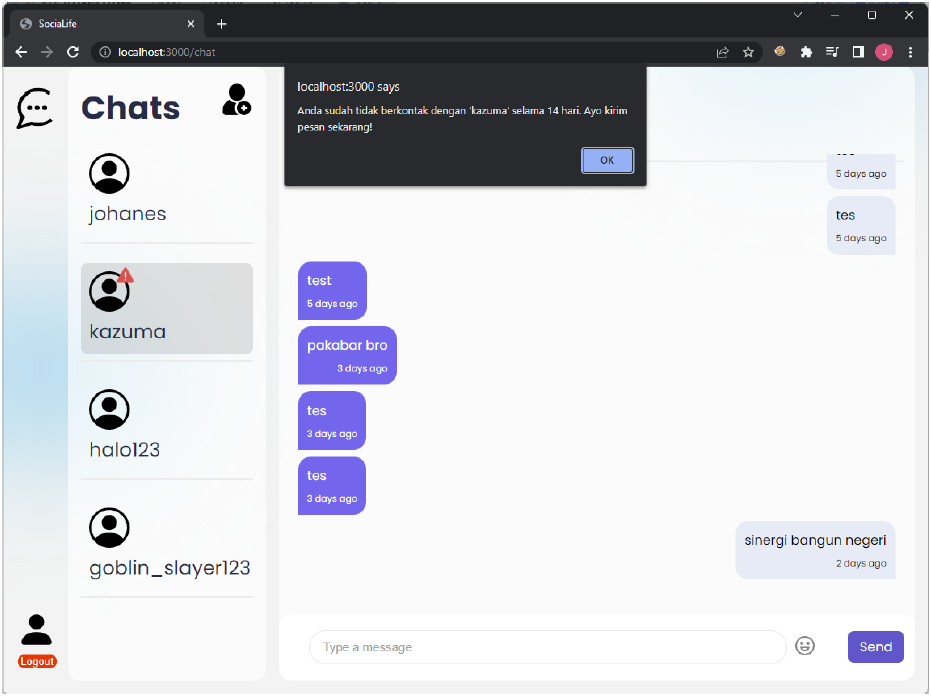 SociaLife
localhost:3000/chat
J
Chats
localhost:3000 says
Anda sudah tidak berkontak dengan 'kazuma' selama 14 hari. Ayo kirim
pesan sekarang!
OK
johanes
kazuma
halo123
goblin_slayer123
Logout
5 days ago
tes
5 days ago
test
5 days ago
pakabar bro
3 days ago
tes
3 days ago
tes
3 days ago
sinergi bangun negeri
2 days ago
Type a message
Send